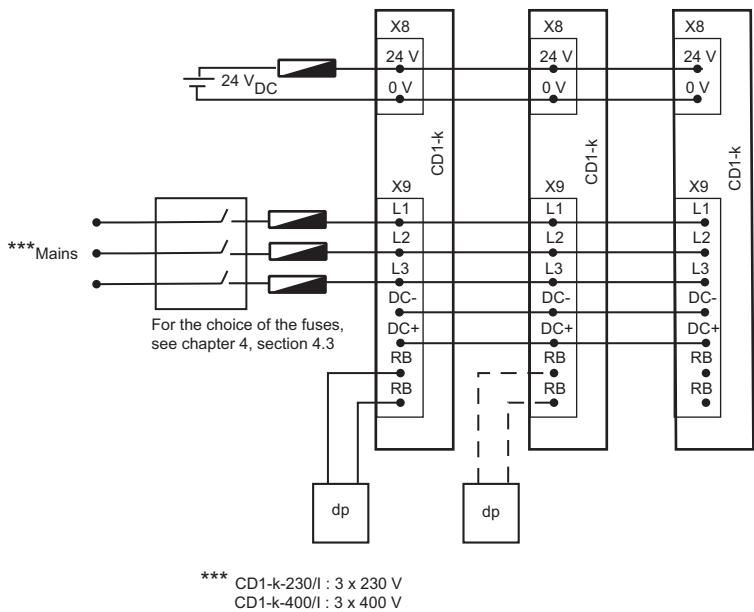 X8
X8
X8
24 V
24 V
24 V
24 VDC
0 V
0 V
0 V
CD1-k
CD1-k
CD1-k
X9
X9
X9
L1
L1
L1
L2
L2
L2
***Mains
L3
L3
L3
DC-
DC-
DC-
For the choice of the fuses,
see chapter 4, section 4.3
DC+
DC+
DC+
RB
RB
RB
RB
RB
RB
dp
dp
*** CD1-k-230/I : 3 x 230 V
CD1-k-400/I : 3 x 400 V